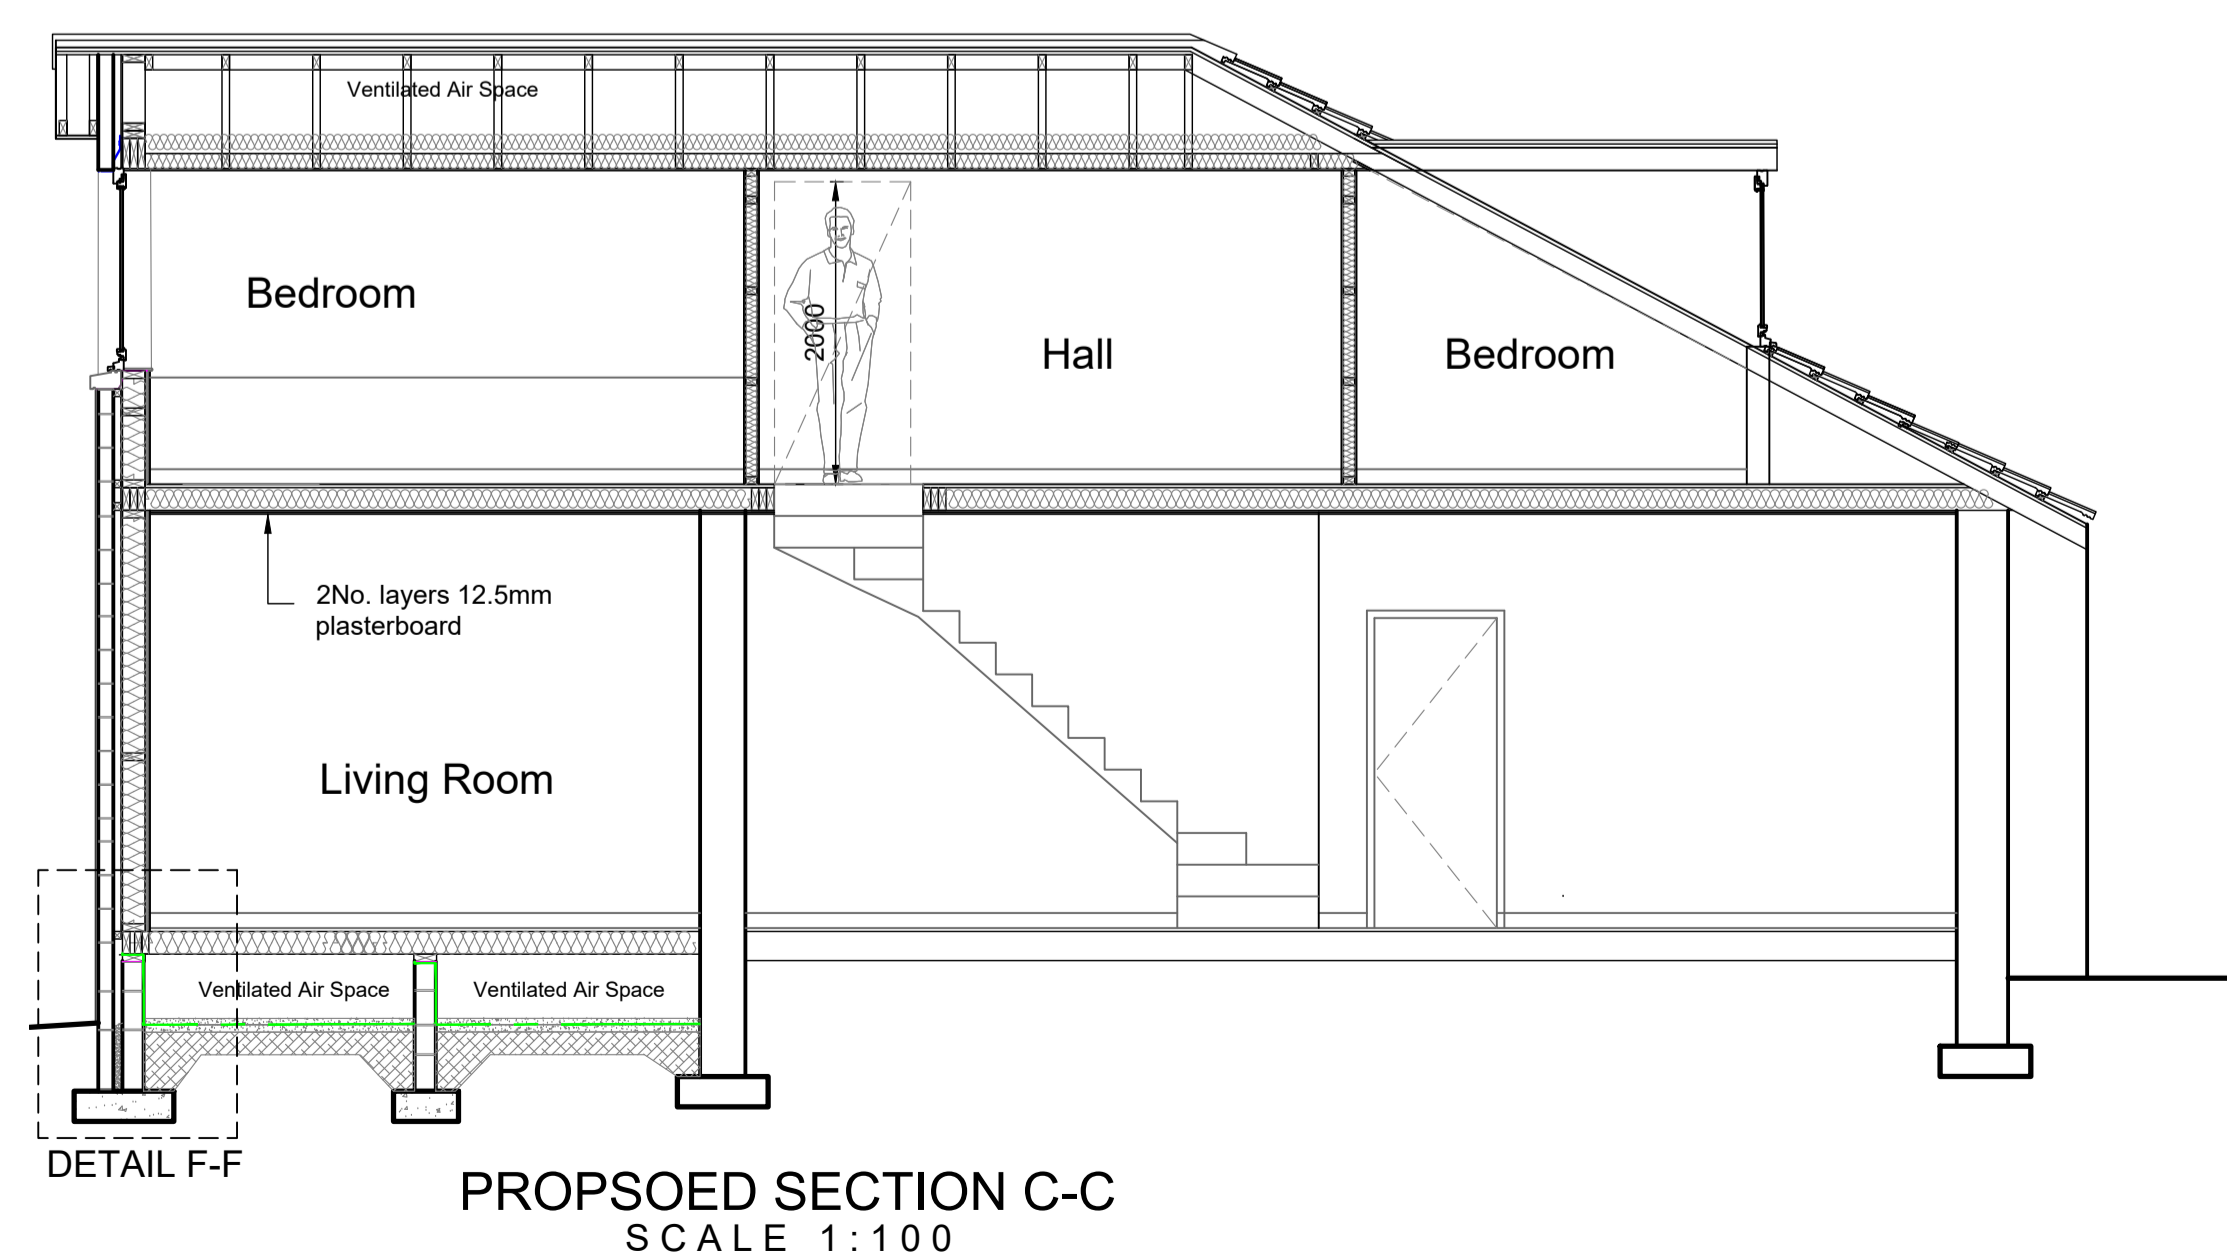 Ventilated Air Space
Bedroom
2000
Hall
Bedroom
2No. layers 12.5mm
plasterboard
Living Room
Ventilated Air Space
Ventilated Air Space
DETAIL F-F
PROPSOED SECTION C-C
SCALE 1:100